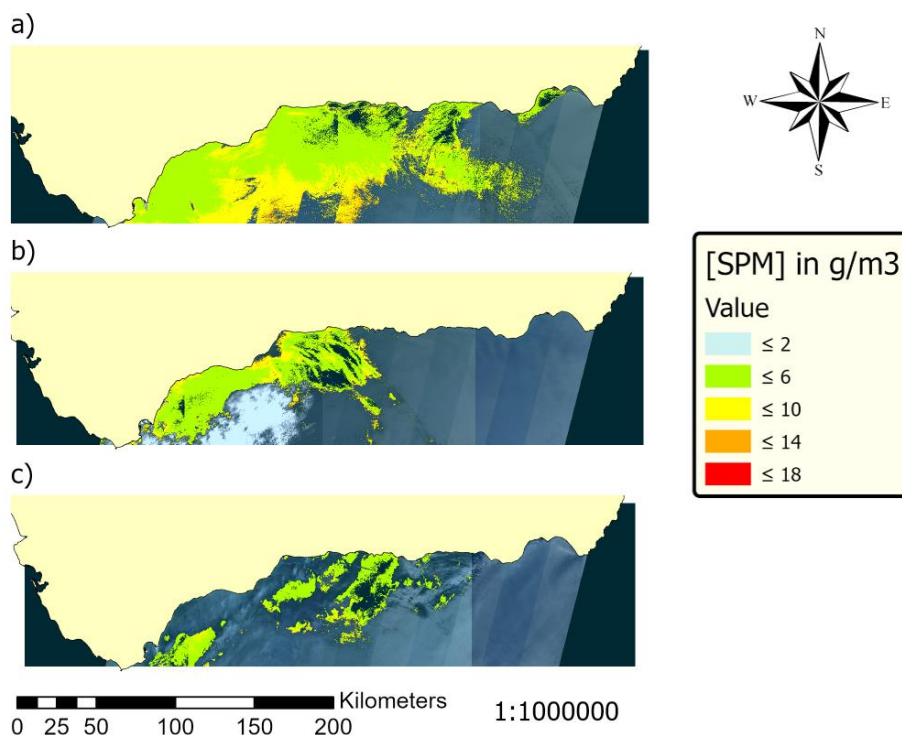 a)
N
W
E
S
b)
[SPM] in g/m3
Value
≤ 2
≤ 6
≤ 10
≤ 14
≤ 18
c)
Kilometers
0 25 50 100 150 200
1:1000000